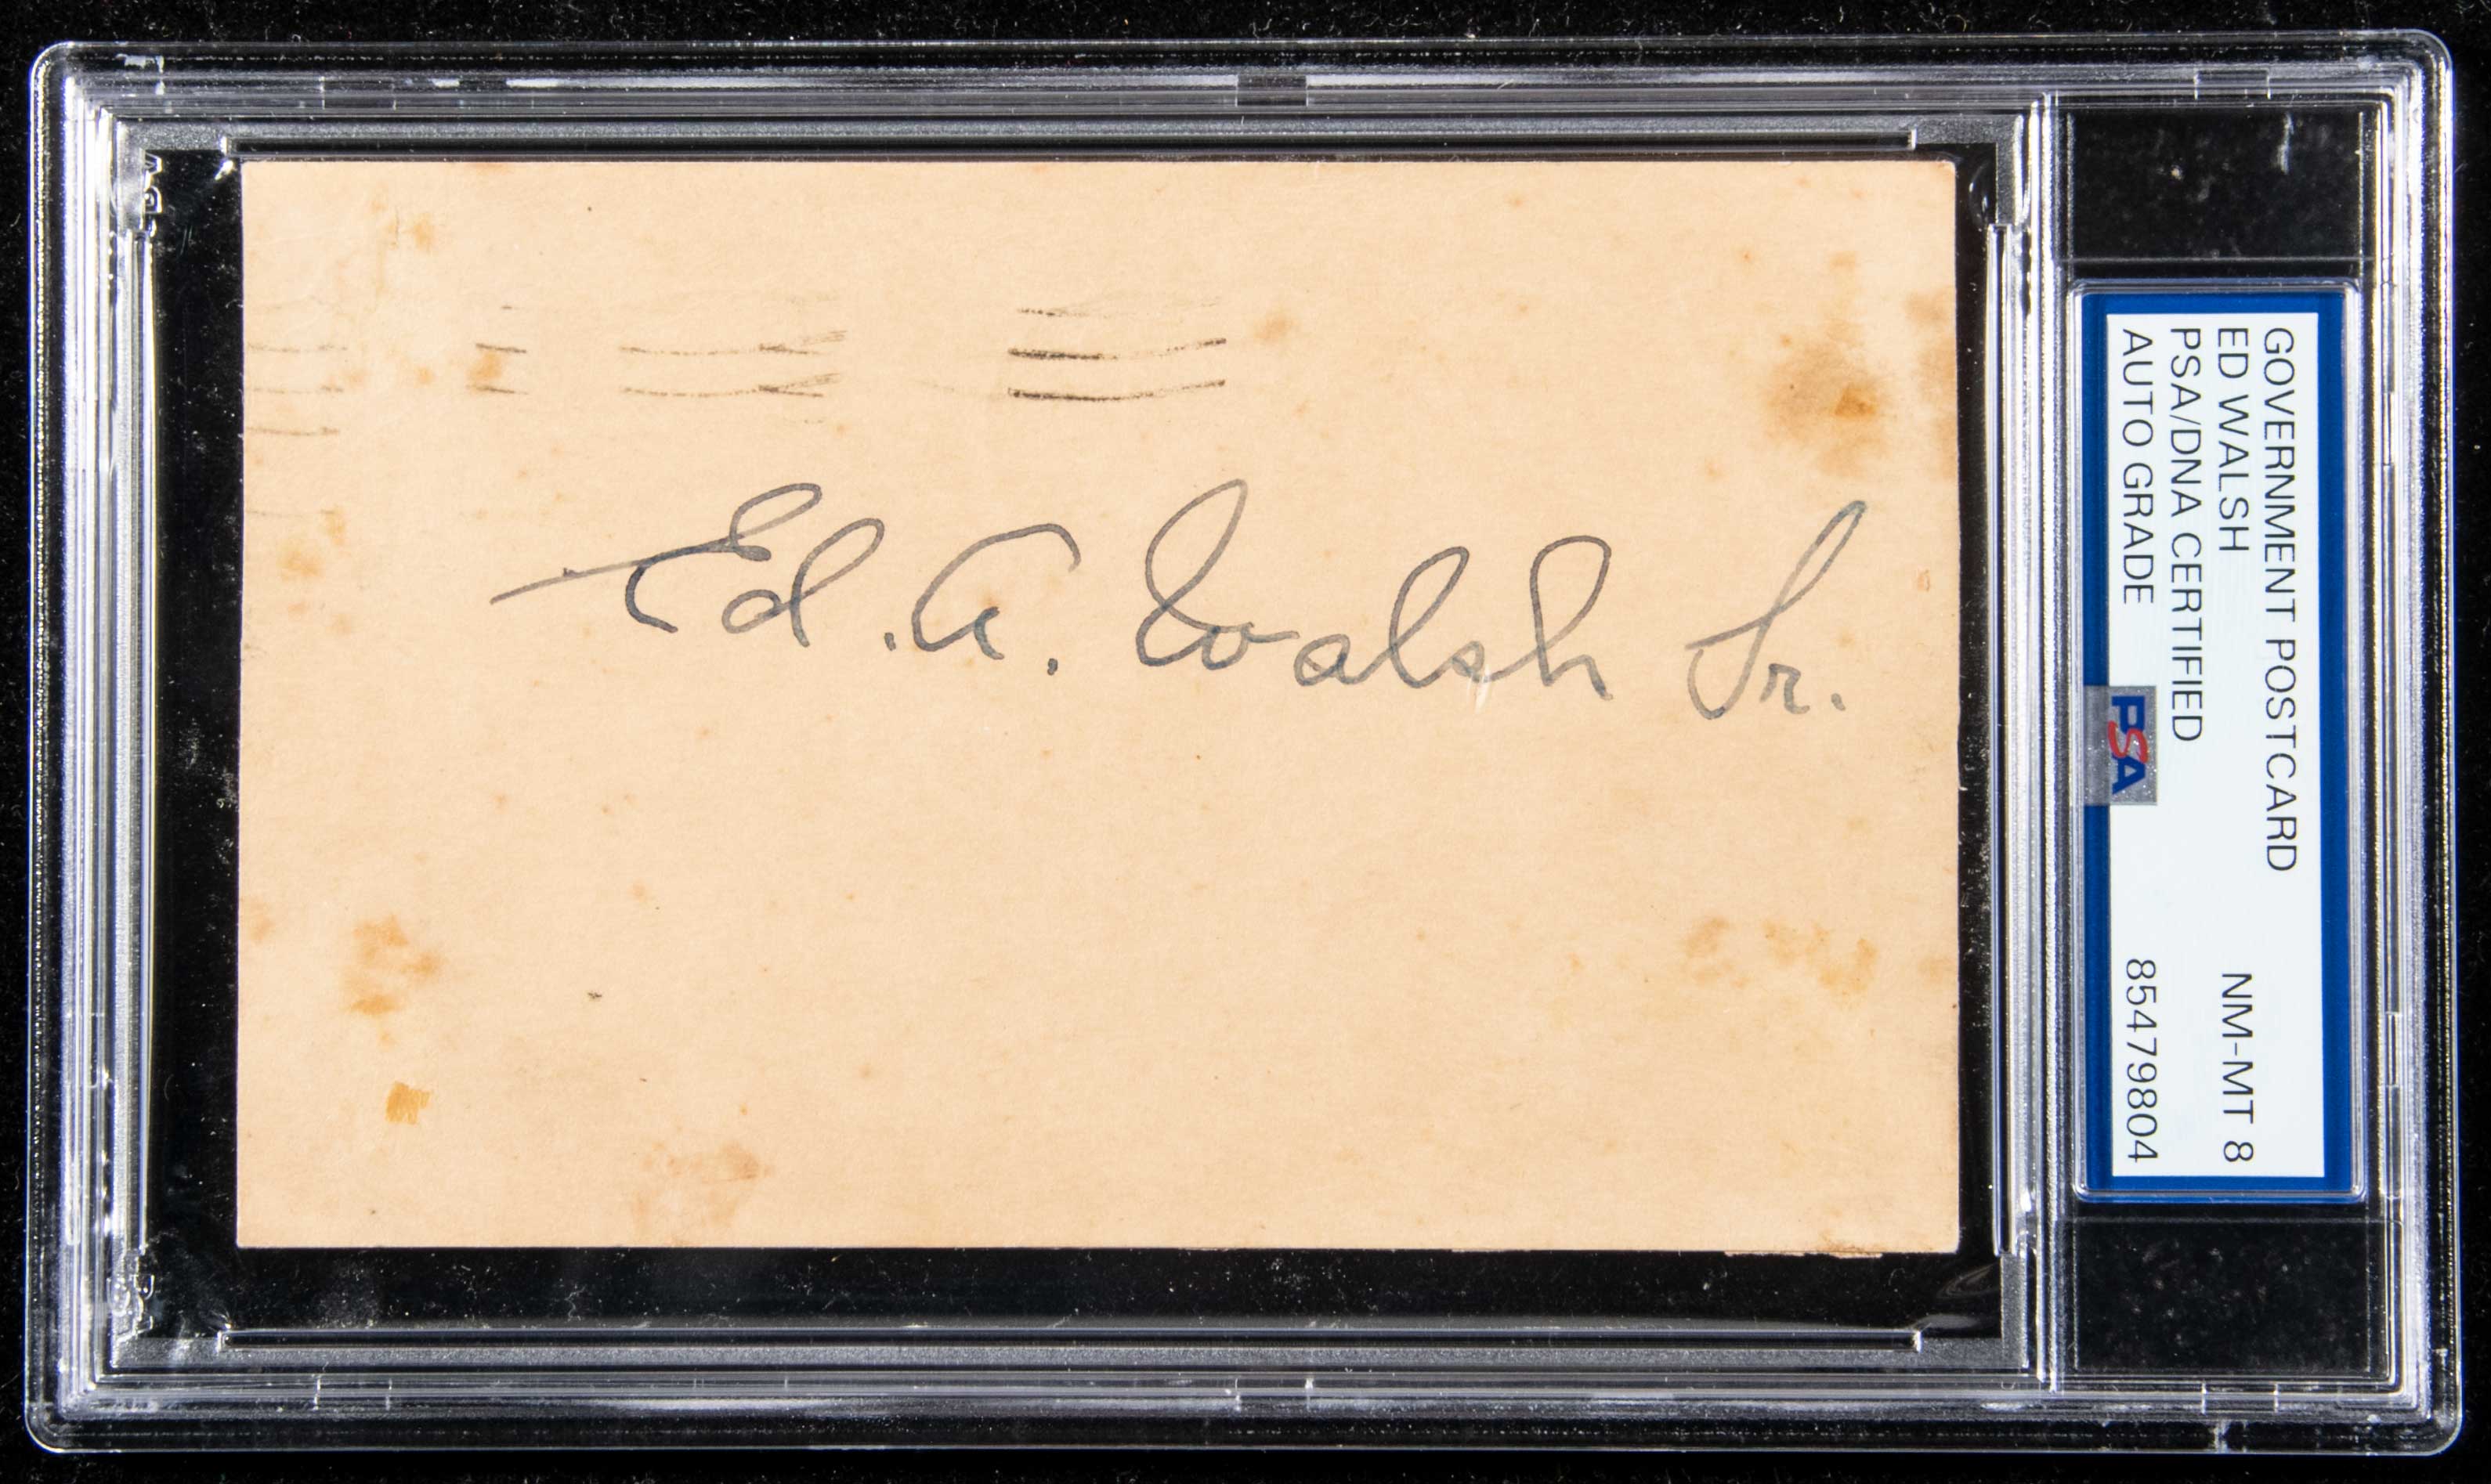 Ed. A. Walsh Sr.
GOVERNMENT POSTCARD
ED WALSH NM-MT 8
PSA/DNA CERTIFIED
AUTO GRADE 85479804
PSA